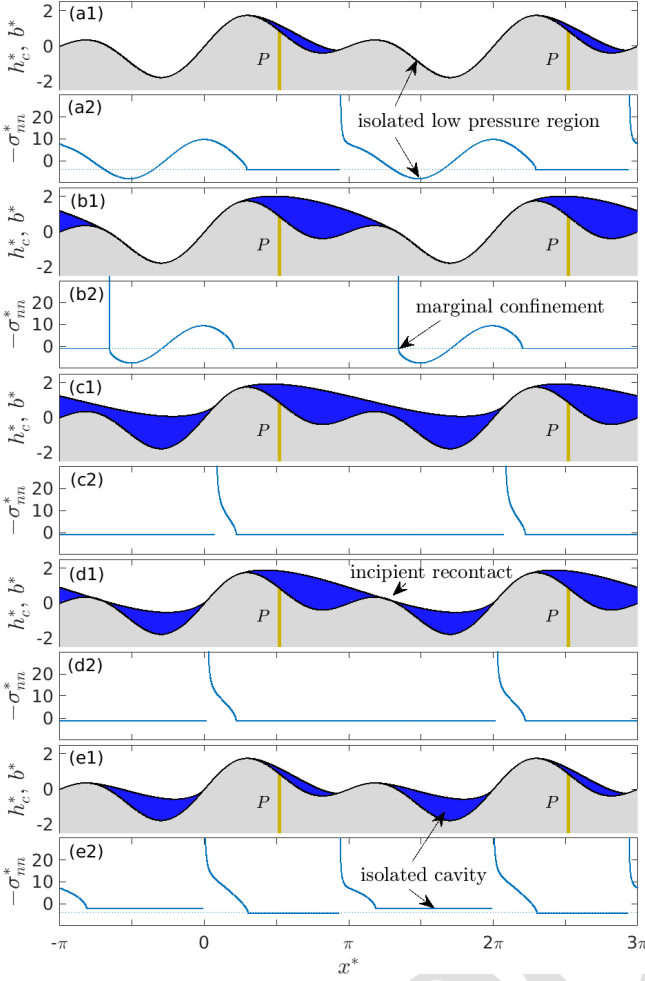 (a1)
h*c, b*
2
0
-2
P
P
(a2)
−σ*nn
20
10
0
isolated low pressure region
(b1)
h*c, b*
2
0
-2
P
P
(b2)
−σ*nn
20
10
0
marginal confinement
(c1)
h*c, b*
2
0
-2
P
P
(c2)
−σ*nn
20
10
0
(d1)
h*c, b*
2
0
-2
incipient recontact
P
P
(d2)
−σ*nn
20
10
0
(e1)
h*c, b*
2
0
-2
P
P
(e2)
−σ*nn
20
10
0
isolated cavity
-π 0 π 2π 3π
x*